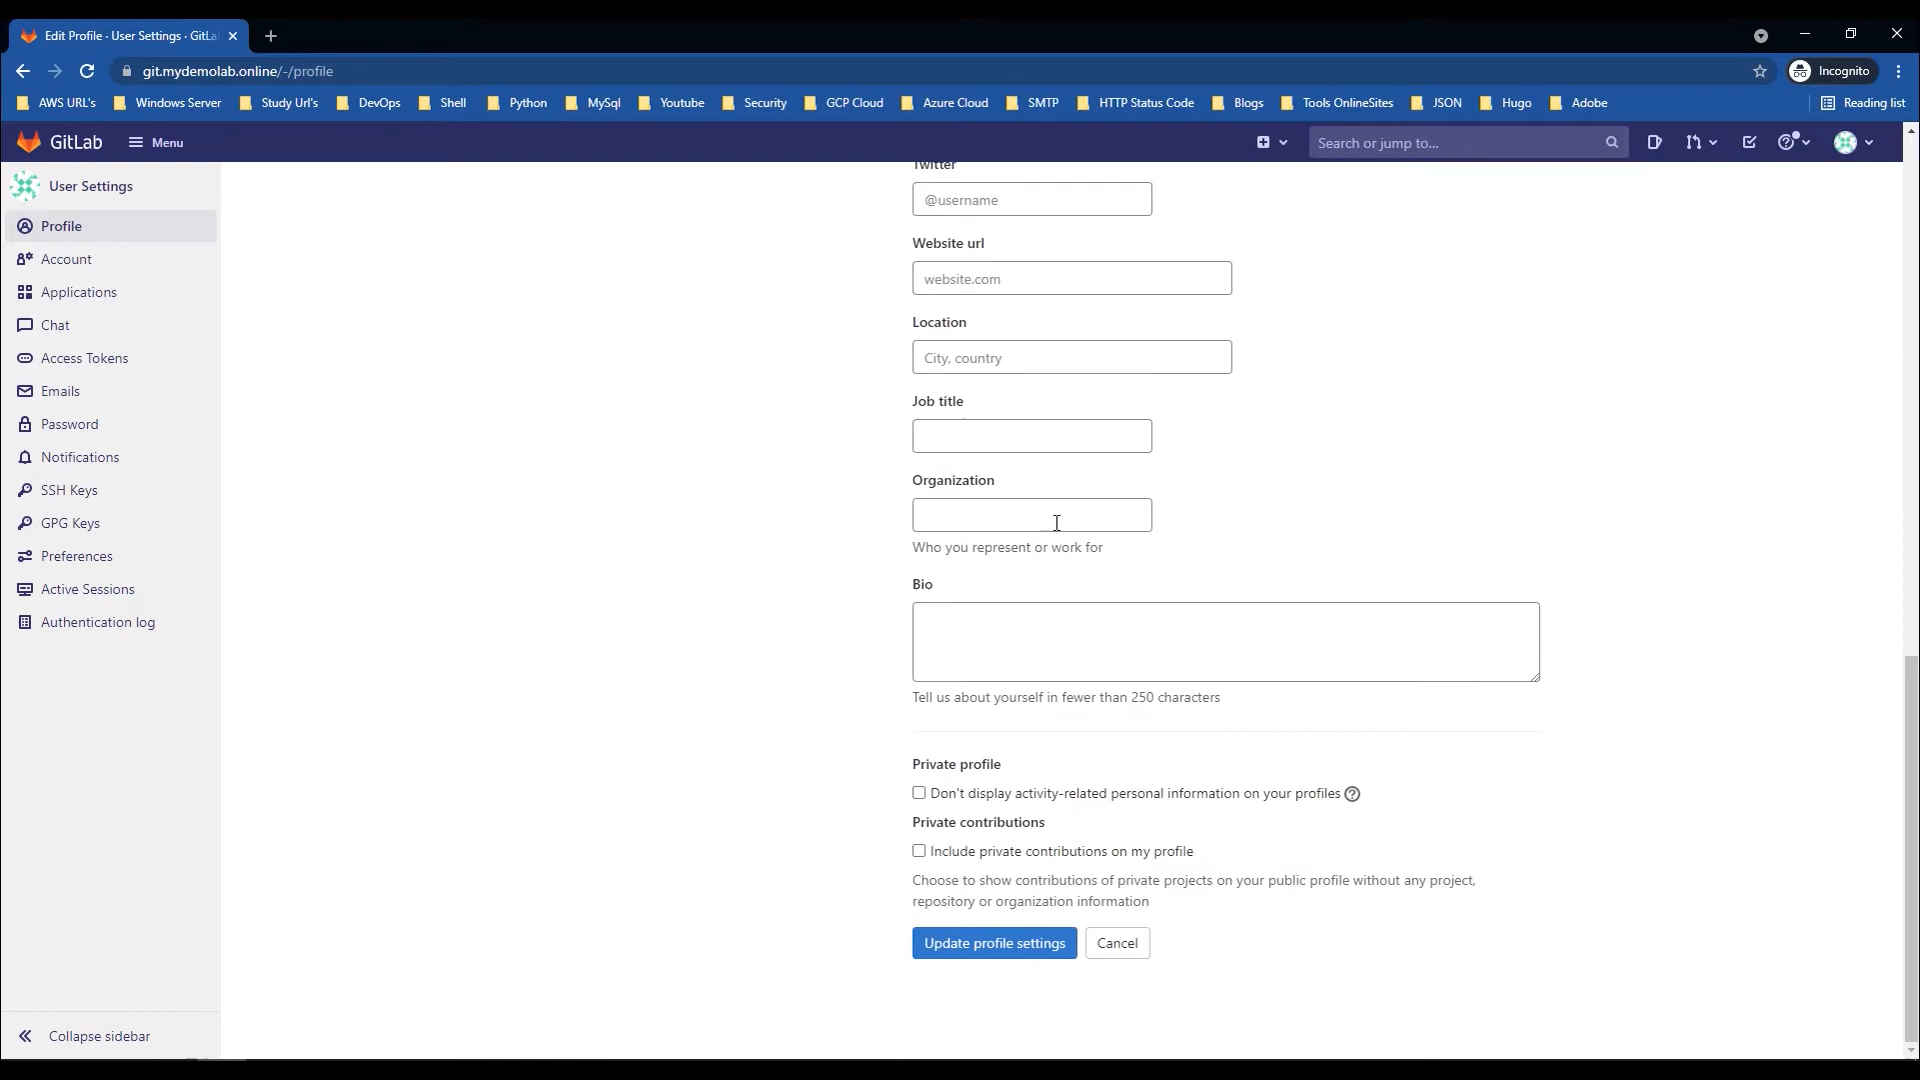 Edit Profile · User Settings · GitLa
git.mydemolab.online/-/profile
Incognito
AWS URL's Windows Server Study Url's DevOps Shell Python MySql Youtube Security GCP Cloud Azure Cloud SMTP HTTP Status Code Blogs Tools OnlineSites JSON Hugo Adobe Reading list
GitLab Menu Search or jump to...
User Settings
Profile
Account
Applications
Chat
Access Tokens
Emails
Password
Notifications
SSH Keys
GPG Keys
Preferences
Active Sessions
Authentication log
Collapse sidebar
Twitter
@username
Website url
website.com
Location
City, country
Job title
Organization
Who you represent or work for
Bio
Tell us about yourself in fewer than 250 characters
Private profile
Don't display activity-related personal information on your profiles
Private contributions
Include private contributions on my profile
Choose to show contributions of private projects on your public profile without any project,
repository or organization information
Update profile settings Cancel